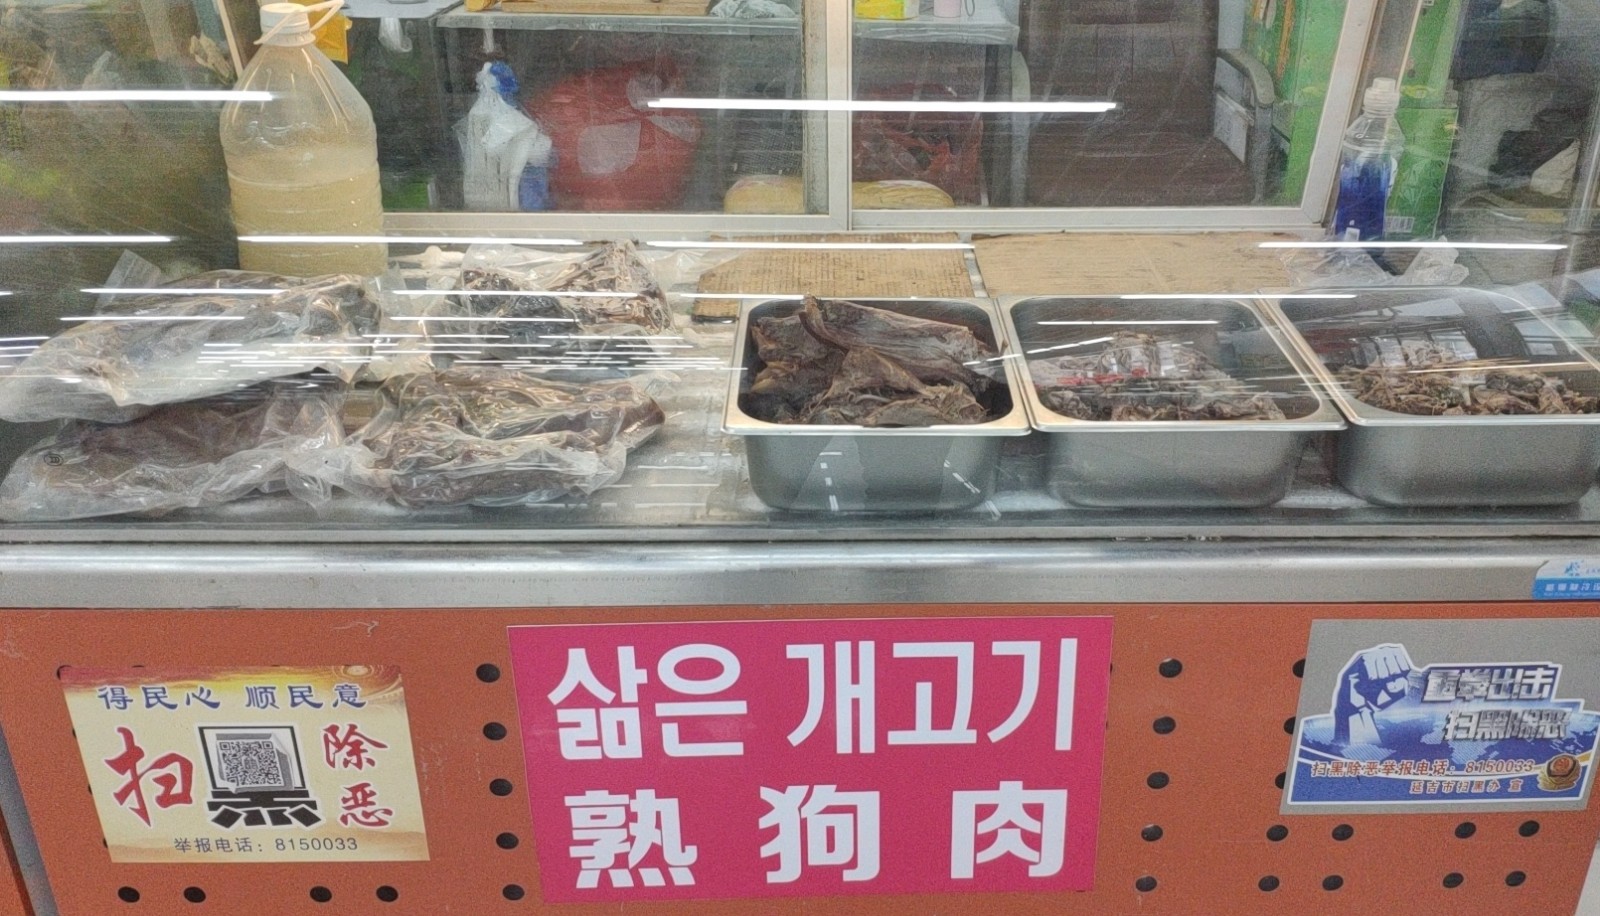 得民心 顺民意
扫黑除恶
举报电话：8150033
삶은 개고기
熟狗肉
重拳出击
扫黑除恶
扫黑除恶举报电话：8150033
延吉市扫黑办 宣